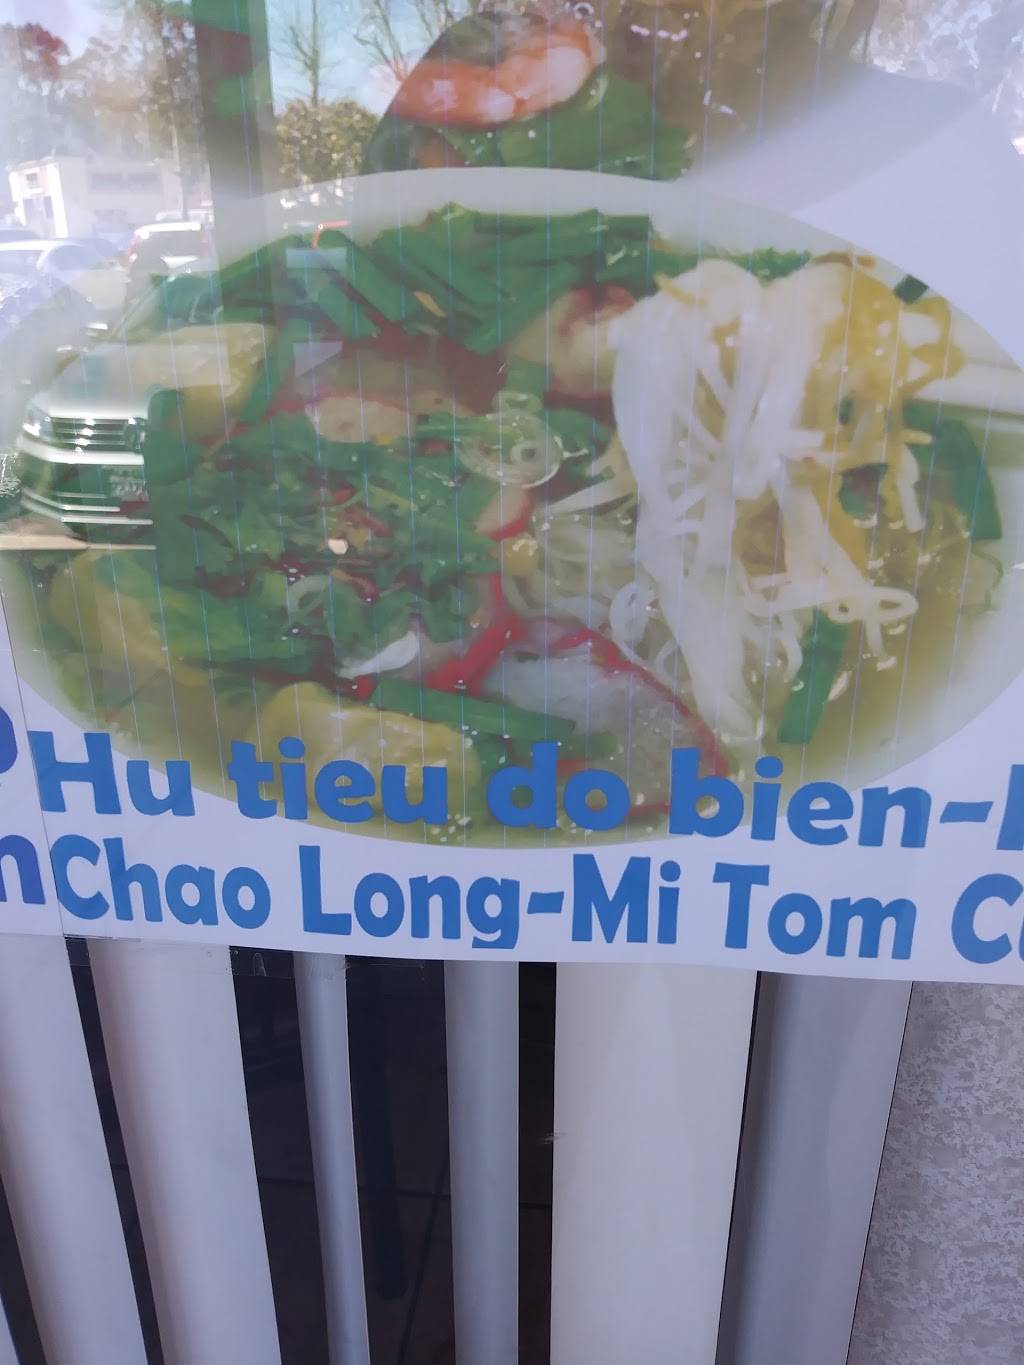 Hu tieu do bien-
Chao Long-Mi Tom